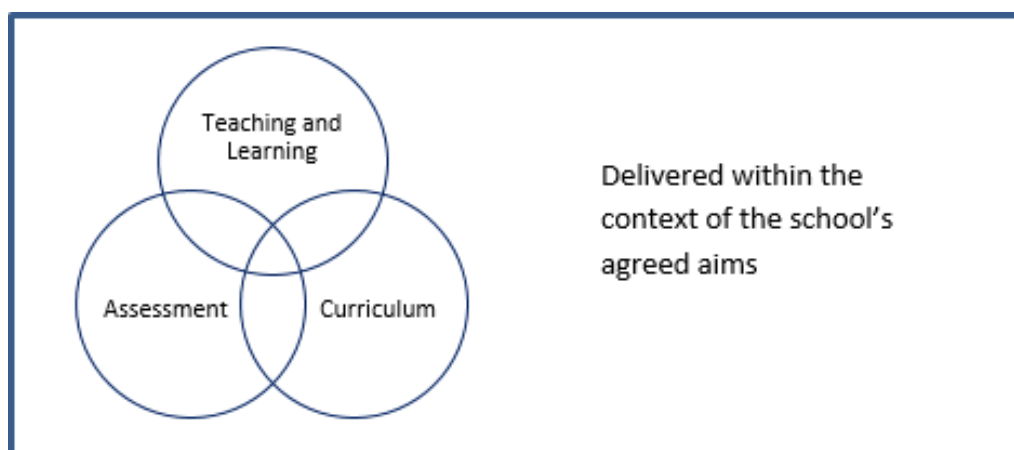 Teaching and
Learning
Assessment
Curriculum
Delivered within the
context of the school’s
agreed aims